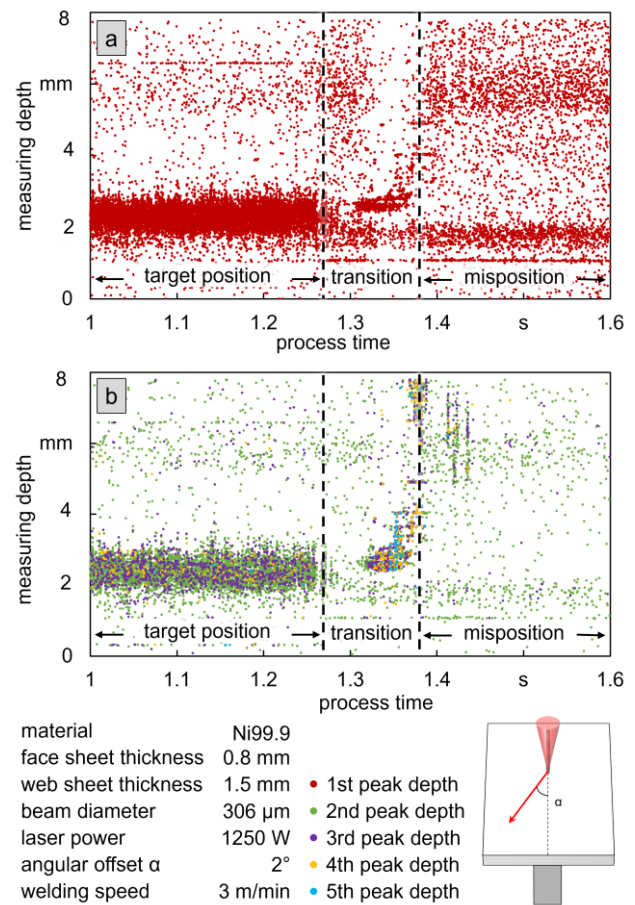 a
8
mm
4
2
0
measuring depth
target position
transition
misposition
1
1.1
1.2
1.3
1.4
s
1.6
process time
b
8
mm
4
2
0
measuring depth
target position
transition
misposition
1
1.1
1.2
1.3
1.4
s
1.6
process time
material Ni99.9
face sheet thickness 0.8 mm
web sheet thickness 1.5 mm
beam diameter 306 µm
laser power 1250 W
angular offset α 2°
welding speed 3 m/min
1st peak depth
2nd peak depth
3rd peak depth
4th peak depth
5th peak depth
α